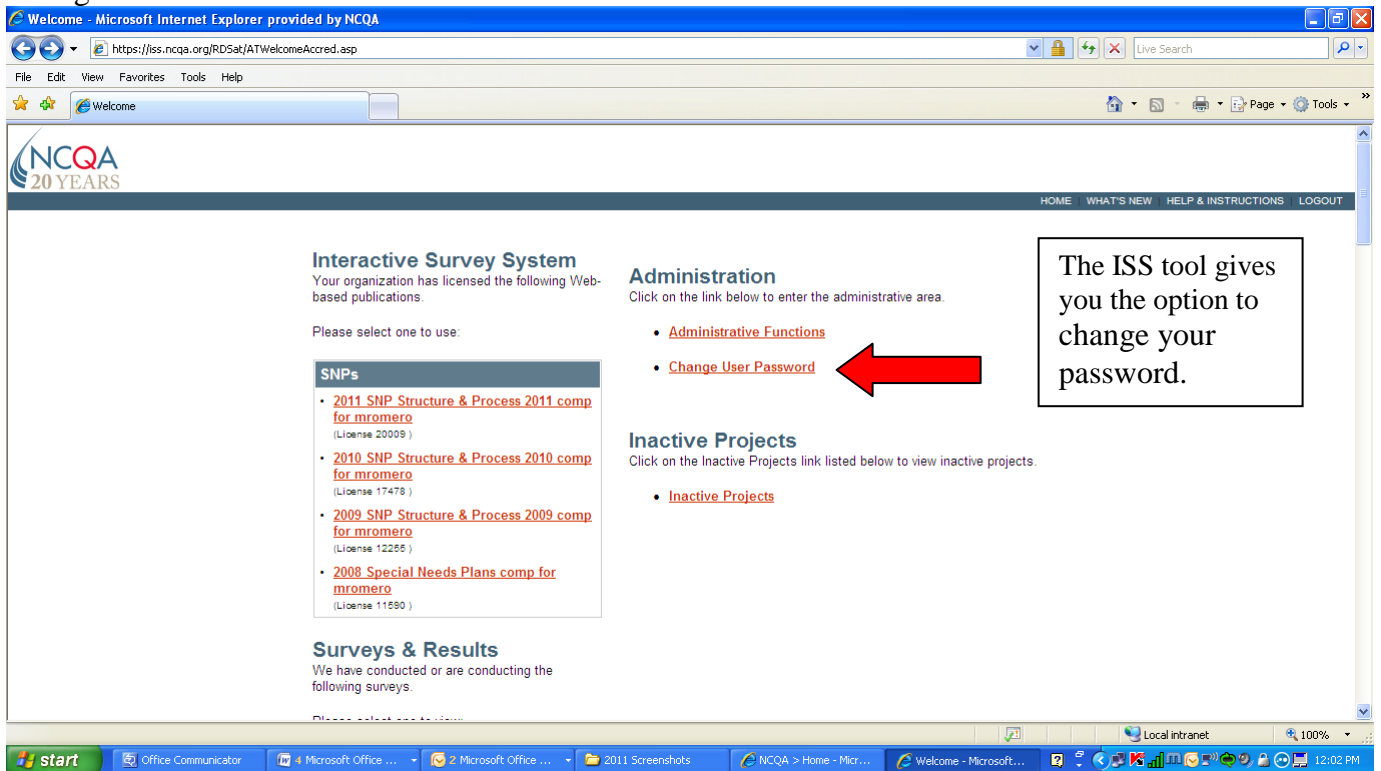 Welcome - Microsoft Internet Explorer provided by NCQA
https://iss.ncqa.org/RDSat/ATWelcomeAccred.asp
Live Search
File Edit View Favorites Tools Help
Welcome
Page Tools
NCQA
20 YEARS
HOME | WHAT'S NEW | HELP & INSTRUCTIONS | LOGOUT
Interactive Survey System
Your organization has licensed the following Web-
based publications.
Please select one to use:
SNPs
• 2011 SNP Structure & Process 2011 comp
for mromero
(License 20009 )
• 2010 SNP Structure & Process 2010 comp
for mromero
(License 17478 )
• 2009 SNP Structure & Process 2009 comp
for mromero
(License 12255 )
• 2008 Special Needs Plans comp for
mromero
(License 11590 )
Surveys & Results
We have conducted or are conducting the
following surveys.
Administration
Click on the link below to enter the administrative area.
• Administrative Functions
• Change User Password
Inactive Projects
Click on the Inactive Projects link listed below to view inactive projects.
• Inactive Projects
The ISS tool gives
you the option to
change your
password.
Local intranet 100%
start Office Communicator 4 Microsoft Office ... 2 Microsoft Office ... 2011 Screenshots NCQA > Home - Micr... Welcome - Microsoft... 12:02 PM